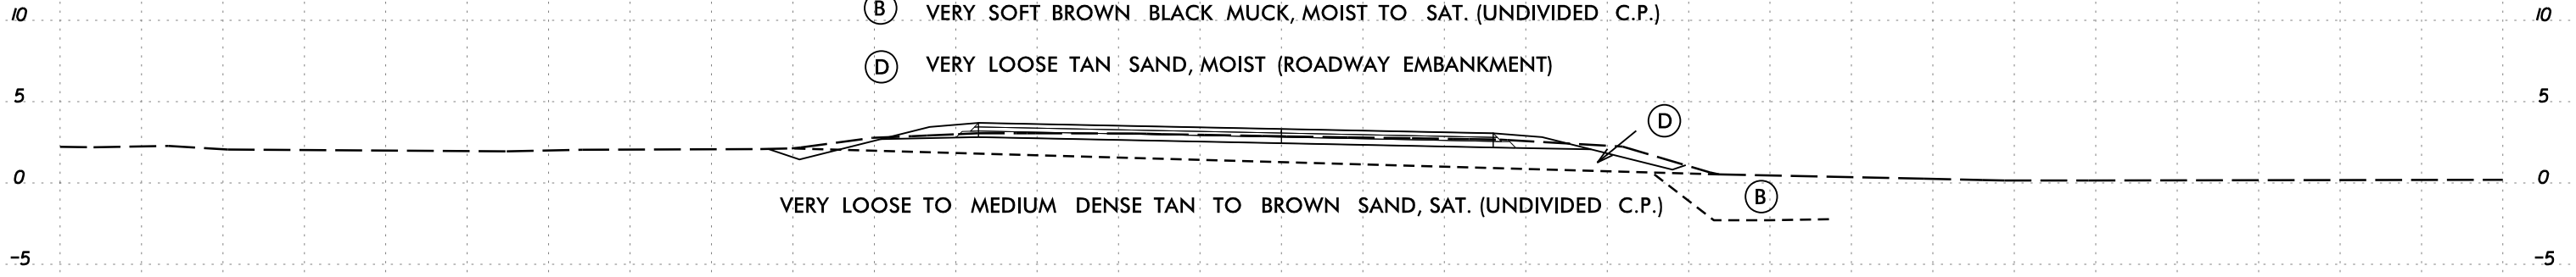 10 Ⓑ VERY SOFT BROWN BLACK MUCK, MOIST TO SAT. (UNDIVIDED C.P.) 10
Ⓓ VERY LOOSE TAN SAND, MOIST (ROADWAY EMBANKMENT)
5 5
D
0 0
B
VERY LOOSE TO MEDIUM DENSE TAN TO BROWN SAND, SAT. (UNDIVIDED C.P.)
-5 -5